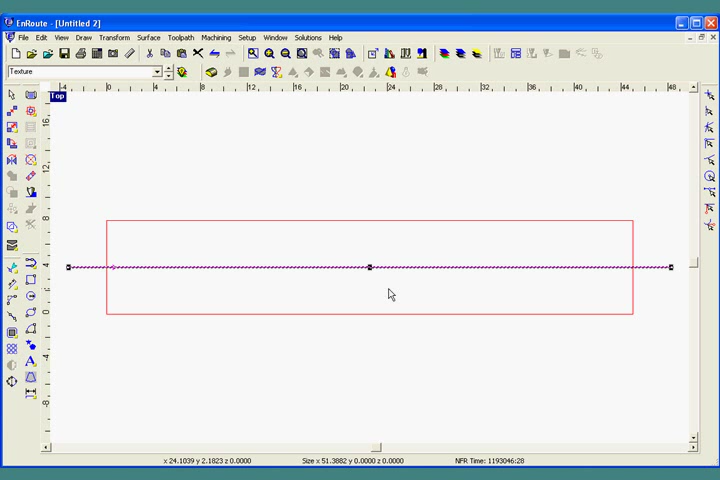 EnRoute - [Untitled 2]
File Edit View Draw Transform Surface Toolpath Machining Setup Window Solutions Help
Texture
-4 0 4 8 12 16 20 24 28 32 36 40 44 48
Top
16
12
8
4
0
-4
-8
x 24.1039 y 2.1823 z 0.0000 Size x 51.3882 y 0.0000 z 0.0000 NFR Time: 1193046:28